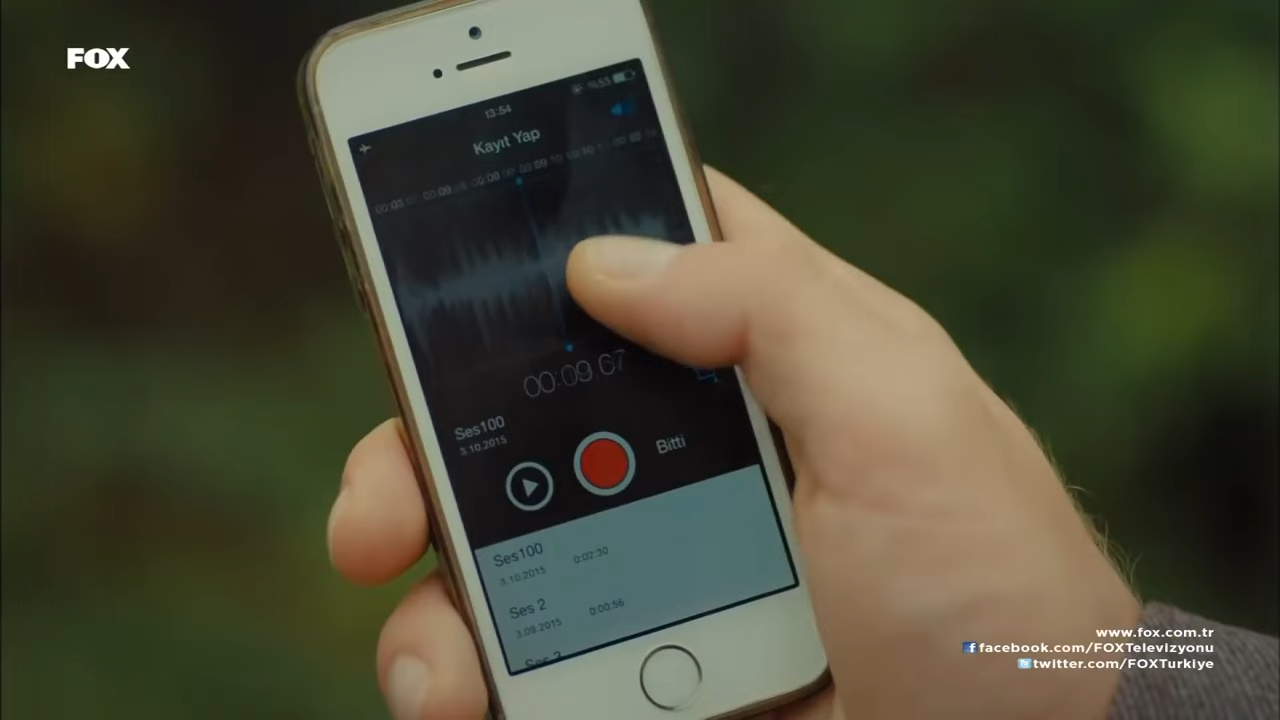 FOX
%53
13:54
Kayıt Yap
00:09.67
Ses100
3.10.2015
Bitti
Ses100
3.10.2015
0:02:30
Ses 2
3.09.2015
0:00:56
www.fox.com.tr
facebook.com/FOXTelevizyonu
twitter.com/FOXTurkiye